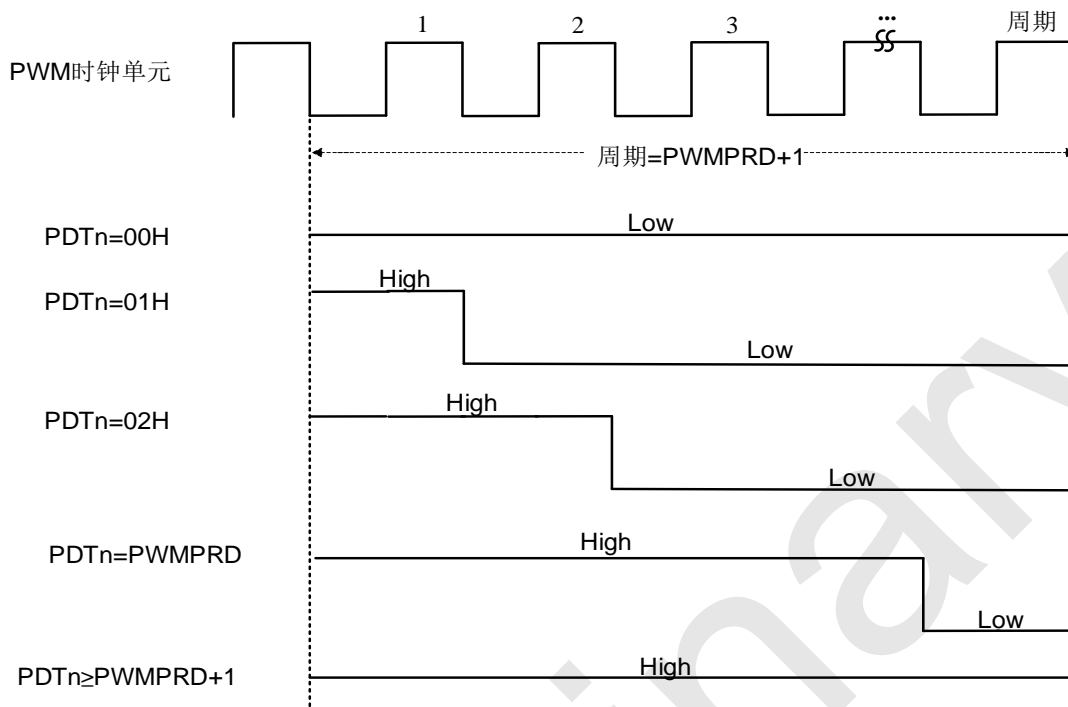 1 2 3 ... 周期
PWM时钟单元
周期=PWMPRD+1
PDTn=00H Low
PDTn=01H High Low
PDTn=02H High Low
PDTn=PWMPRD High Low
PDTn≥PWMPRD+1 High